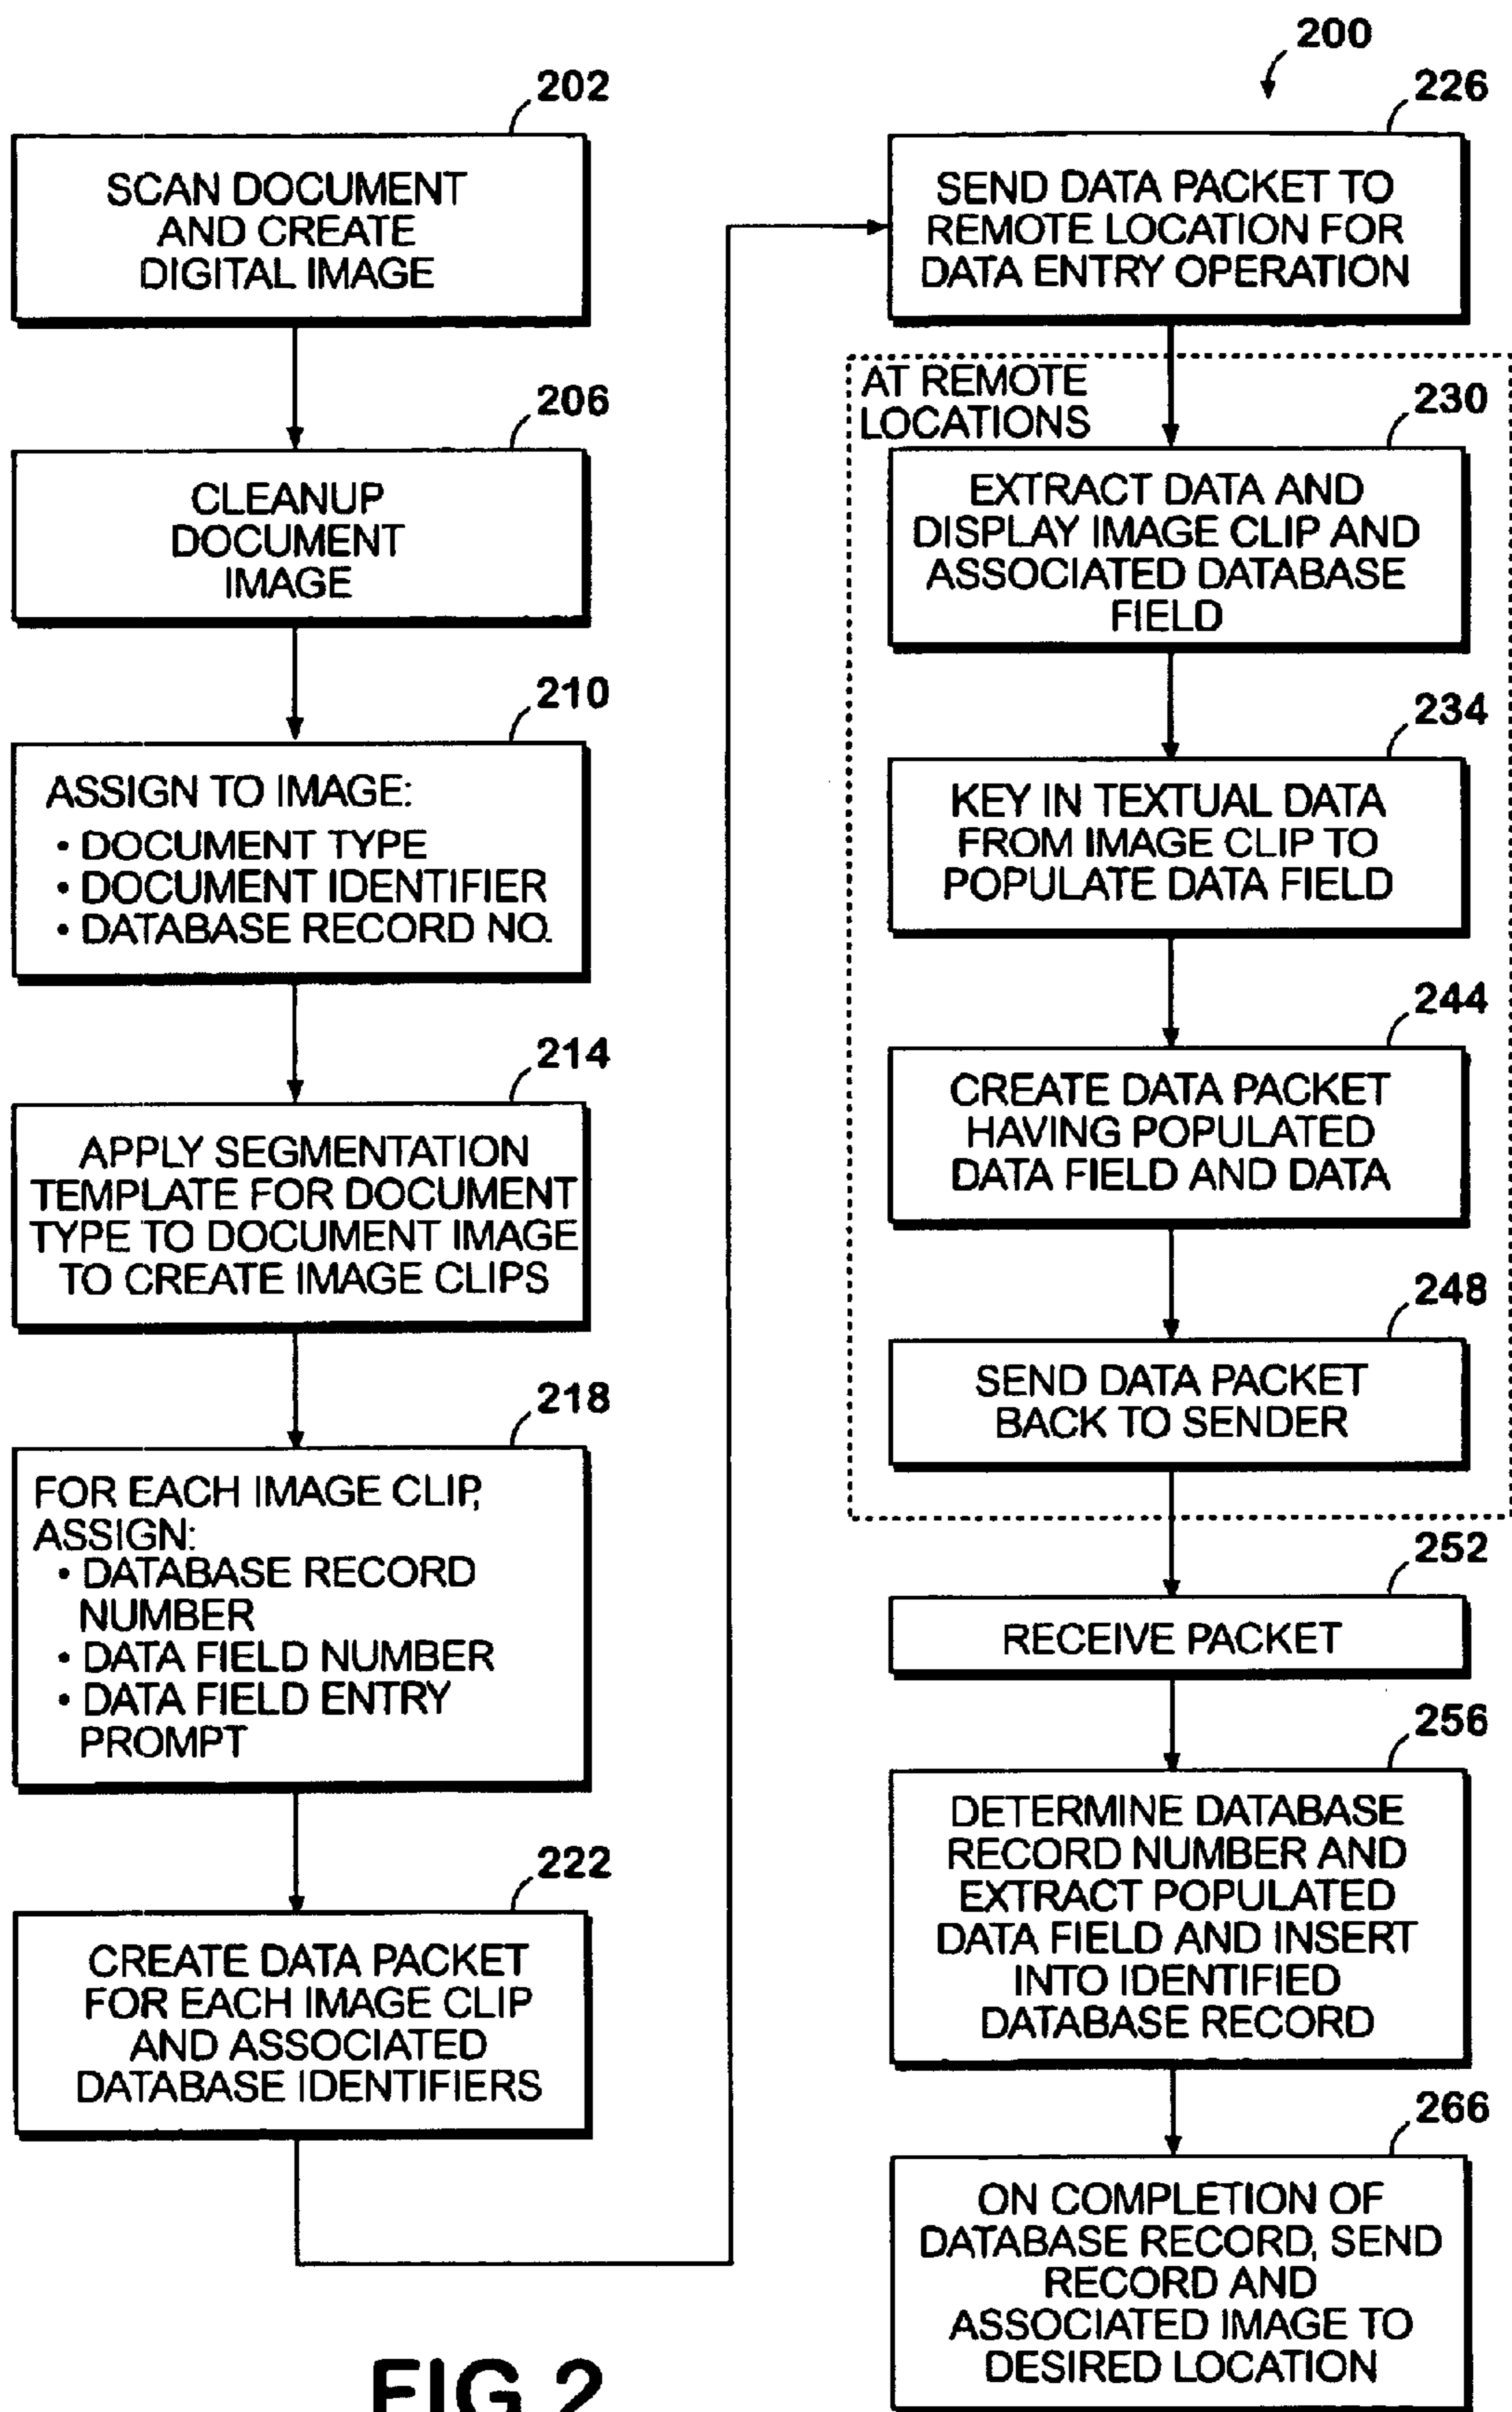 200
202
SCAN DOCUMENT
AND CREATE
DIGITAL IMAGE
206
CLEANUP
DOCUMENT
IMAGE
210
ASSIGN TO IMAGE:
• DOCUMENT TYPE
• DOCUMENT IDENTIFIER
• DATABASE RECORD NO.
214
APPLY SEGMENTATION
TEMPLATE FOR DOCUMENT
TYPE TO DOCUMENT IMAGE
TO CREATE IMAGE CLIPS
218
FOR EACH IMAGE CLIP,
ASSIGN:
• DATABASE RECORD
NUMBER
• DATA FIELD NUMBER
• DATA FIELD ENTRY
PROMPT
222
CREATE DATA PACKET
FOR EACH IMAGE CLIP
AND ASSOCIATED
DATABASE IDENTIFIERS
226
SEND DATA PACKET TO
REMOTE LOCATION FOR
DATA ENTRY OPERATION
AT REMOTE
LOCATIONS
230
EXTRACT DATA AND
DISPLAY IMAGE CLIP AND
ASSOCIATED DATABASE
FIELD
234
KEY IN TEXTUAL DATA
FROM IMAGE CLIP TO
POPULATE DATA FIELD
244
CREATE DATA PACKET
HAVING POPULATED
DATA FIELD AND DATA
248
SEND DATA PACKET
BACK TO SENDER
252
RECEIVE PACKET
256
DETERMINE DATABASE
RECORD NUMBER AND
EXTRACT POPULATED
DATA FIELD AND INSERT
INTO IDENTIFIED
DATABASE RECORD
266
ON COMPLETION OF
DATABASE RECORD, SEND
RECORD AND
ASSOCIATED IMAGE TO
DESIRED LOCATION
FIG 2